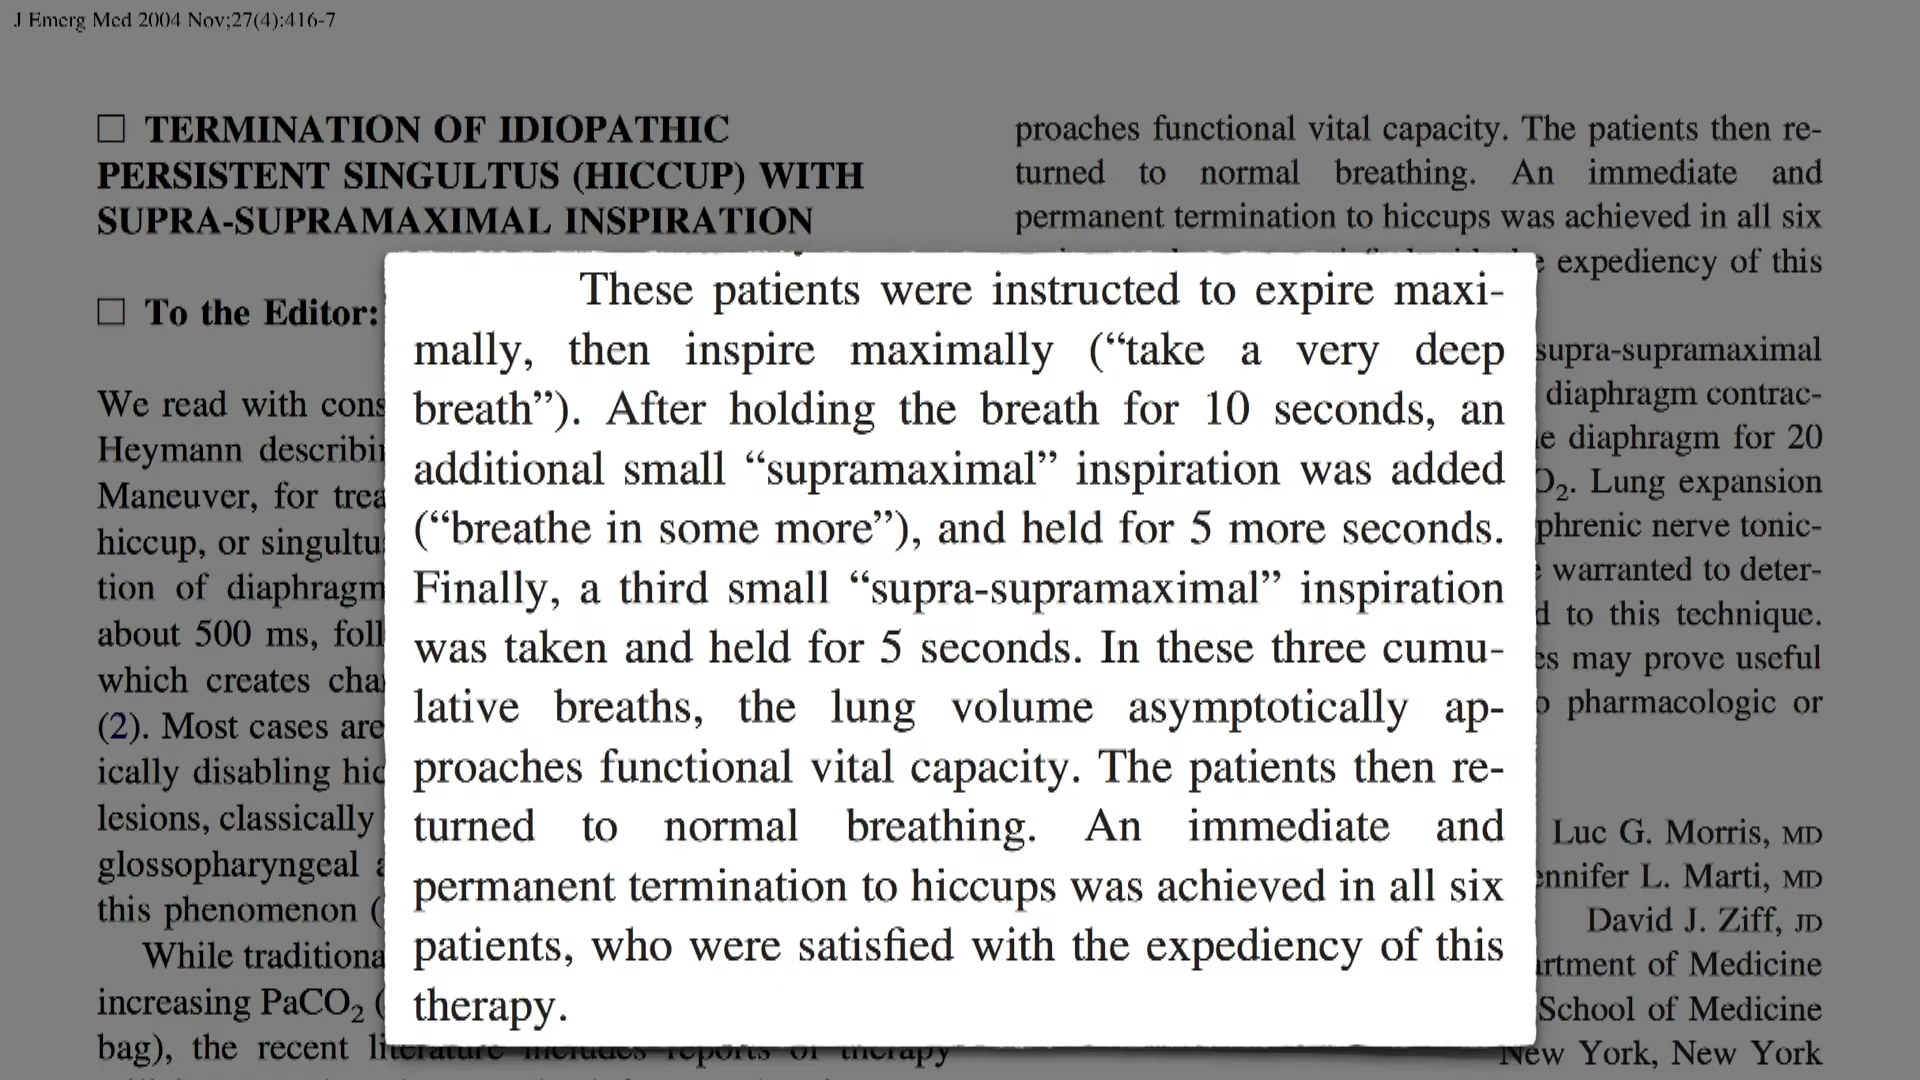 J Emerg Med 2004 Nov;27(4):416-7
□ TERMINATION OF IDIOPATHIC
PERSISTENT SINGULTUS (HICCUP) WITH
SUPRA-SUPRAMAXIMAL INSPIRATION
□ To the Editor:
We read with
Heymann
Maneuver, for
hiccup, or
tion of diaphragm
about 500 ms,
which creates
(2). Most cases are
ically disabling
lesions, classically
glossopharyngeal
this phenomenon (
While
increasing PaCO₂ (
bag), the recent literature includes reports of therapy
These patients were instructed to expire maxi-
mally, then inspire maximally (“take a very deep
breath”). After holding the breath for 10 seconds, an
additional small “supramaximal” inspiration was added
(“breathe in some more”), and held for 5 more seconds.
Finally, a third small “supra-supramaximal” inspiration
was taken and held for 5 seconds. In these three cumu-
lative breaths, the lung volume asymptotically ap-
proaches functional vital capacity. The patients then re-
turned to normal breathing. An immediate and
permanent termination to hiccups was achieved in all six
patients, who were satisfied with the expediency of this
therapy.
proaches functional vital capacity. The patients then re-
turned to normal breathing. An immediate and
permanent termination to hiccups was achieved in all six
expediency of this
supra-supramaximal
diaphragm contrac-
diaphragm for 20
Lung expansion
phrenic nerve tonic-
warranted to deter-
to this technique.
may prove useful
pharmacologic or
Luc G. Morris, MD
L. Marti, MD
David J. Ziff, JD
of Medicine
School of Medicine
New York, New York